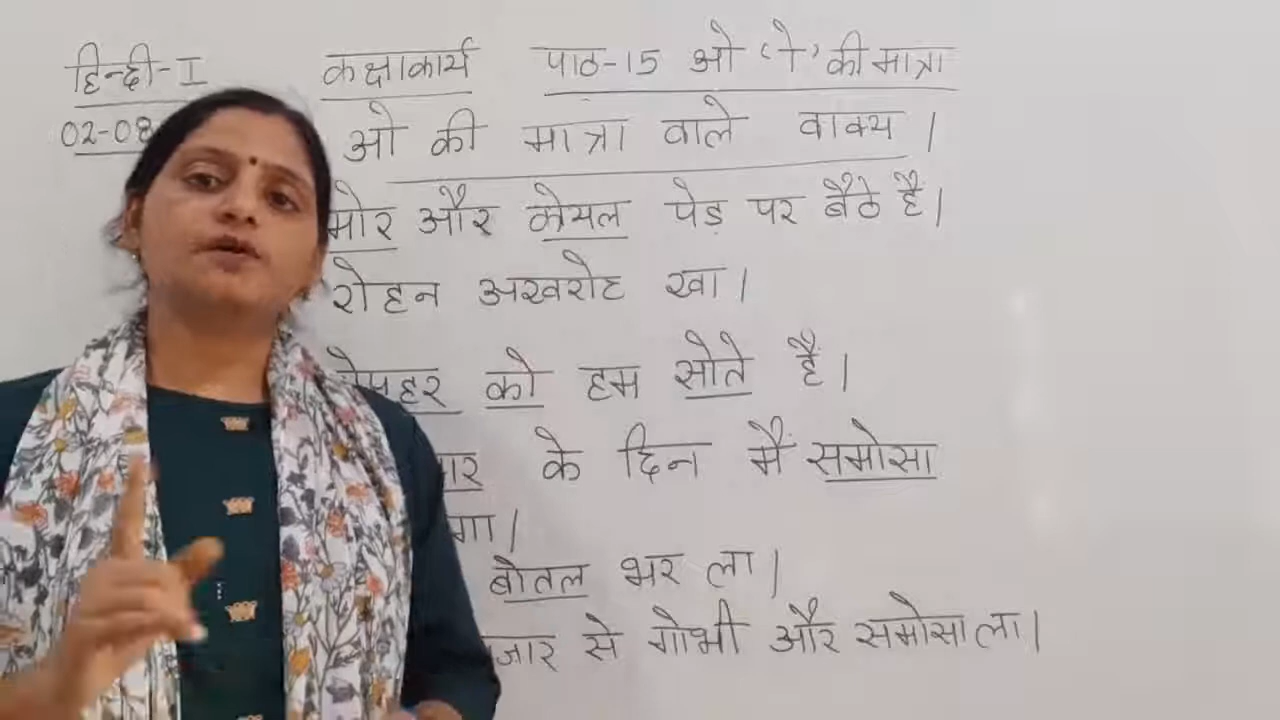 हिन्दी-I कक्षाकार्य पाठ-15 ओ 'ो' की मात्रा
02-08
ओ की मात्रा वाले वाक्य।
मोर और कोयल पेड़ पर बैठे है।
रोहन अखरोट खा।
को हम सोते हैं।
के दिन मैं समोसा
बोतल भर ला।
से गोभी और समोसा ला।